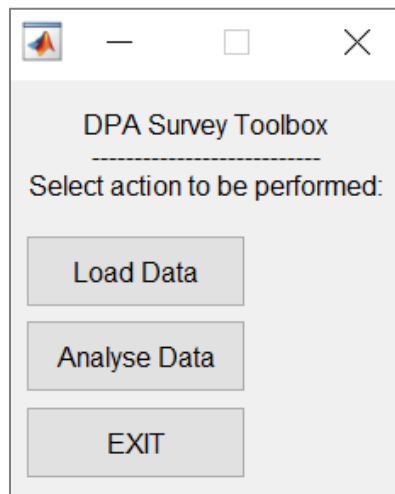 DPA Survey Toolbox
---------------------------
Select action to be performed:
Load Data
Analyse Data
EXIT